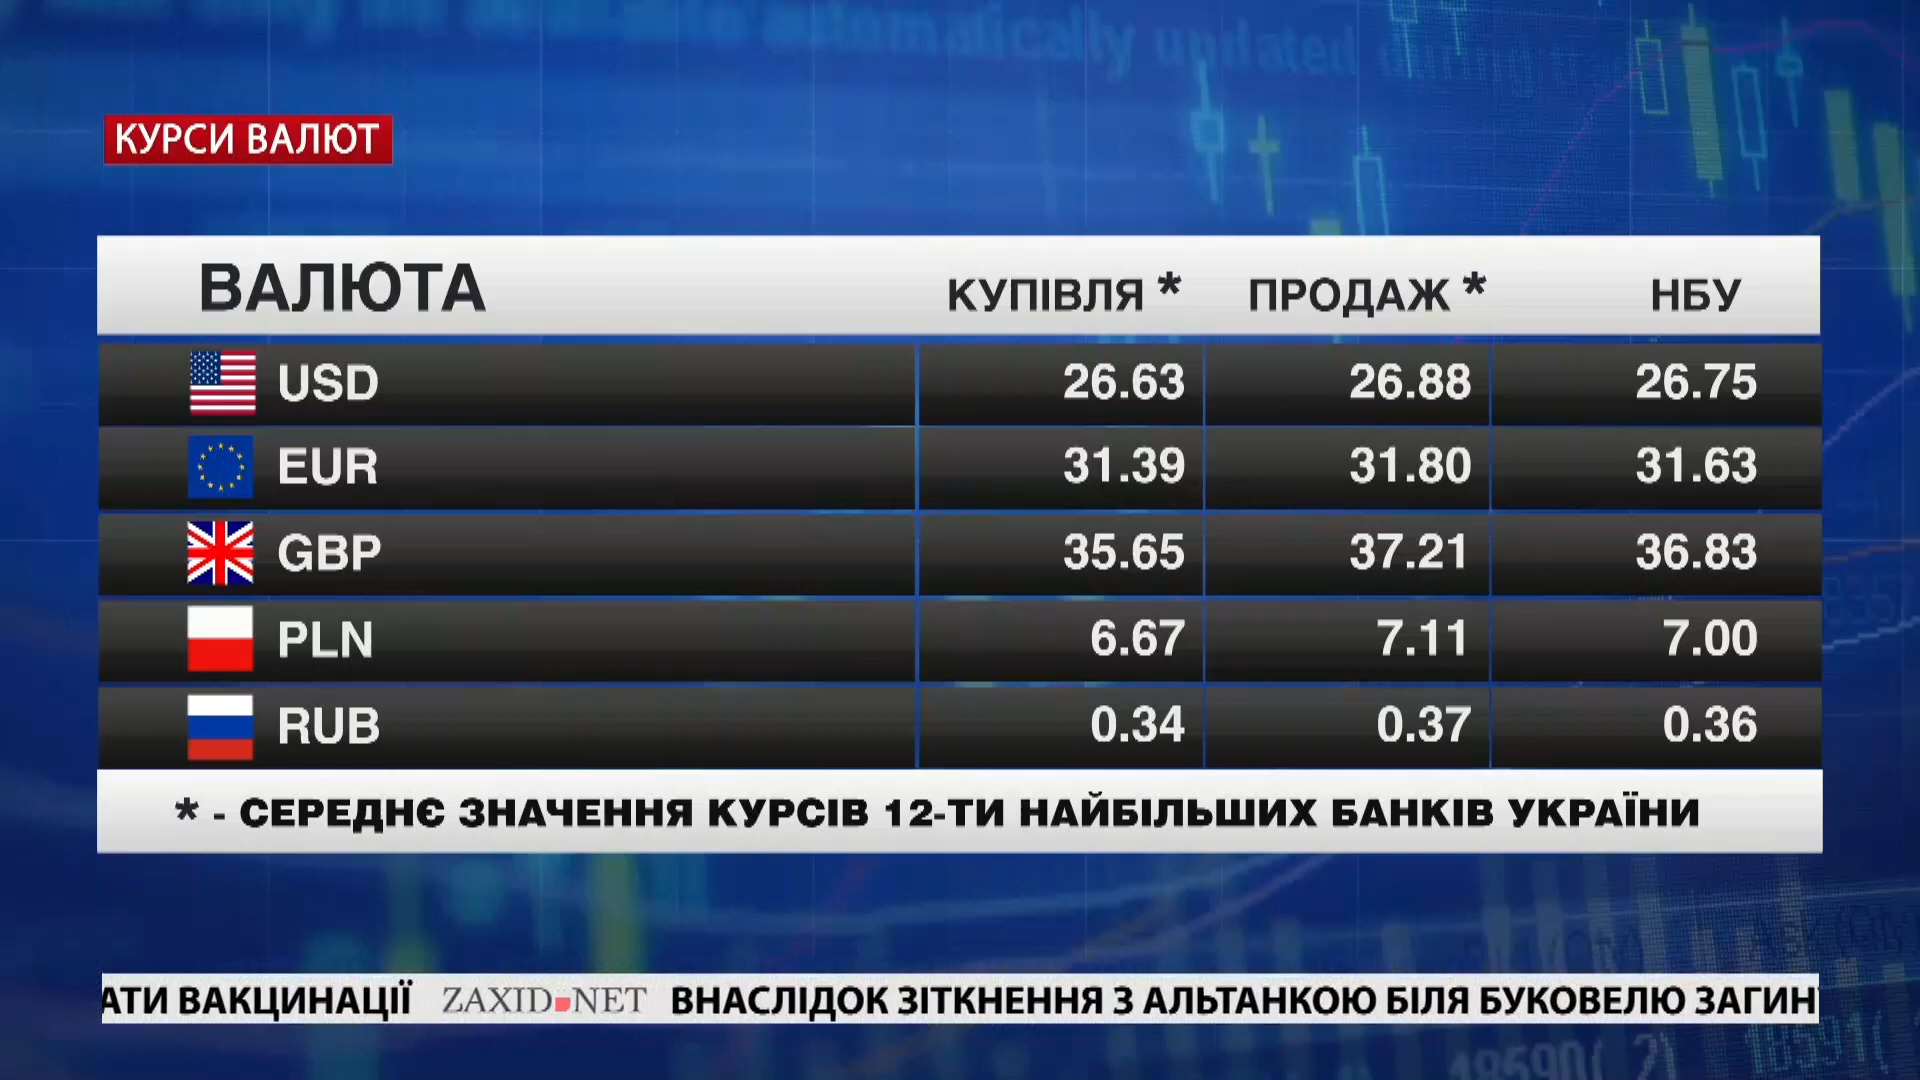 automatically updated during
КУРСИ ВАЛЮТ
ВАЛЮТА КУПІВЛЯ * ПРОДАЖ * НБУ
USD 26.63 26.88 26.75
EUR 31.39 31.80 31.63
GBP 35.65 37.21 36.83
PLN 6.67 7.11 7.00
RUB 0.34 0.37 0.36
* - СЕРЕДНЄ ЗНАЧЕННЯ КУРСІВ 12-ТИ НАЙБІЛЬШИХ БАНКІВ УКРАЇНИ
АТИ ВАКЦИНАЦІЇ ZAXID.NET ВНАСЛІДОК ЗІТКНЕННЯ З АЛЬТАНКОЮ БІЛЯ БУКОВЕЛЮ ЗАГИН